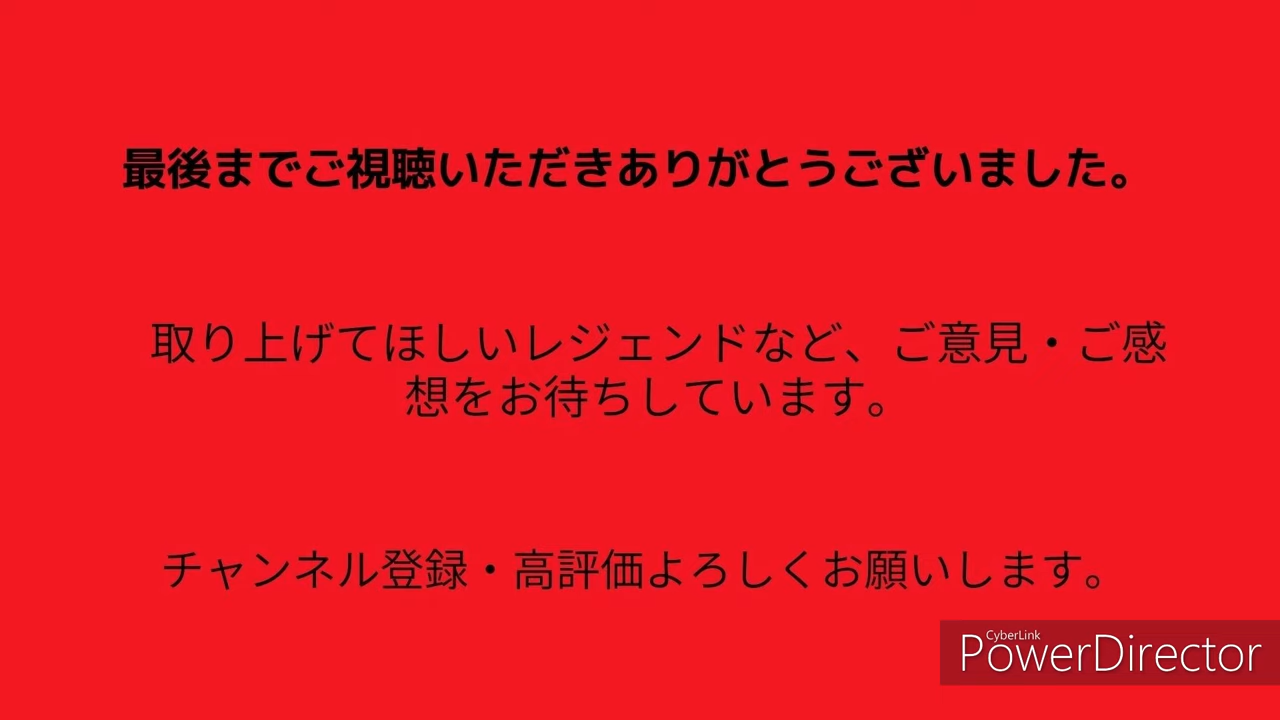 最後までご視聴いただきありがとうございました。
取り上げてほしいレジェンドなど、ご意見・ご感
想をお待ちしています。
チャンネル登録・高評価よろしくお願いします。
CyberLink
PowerDirector